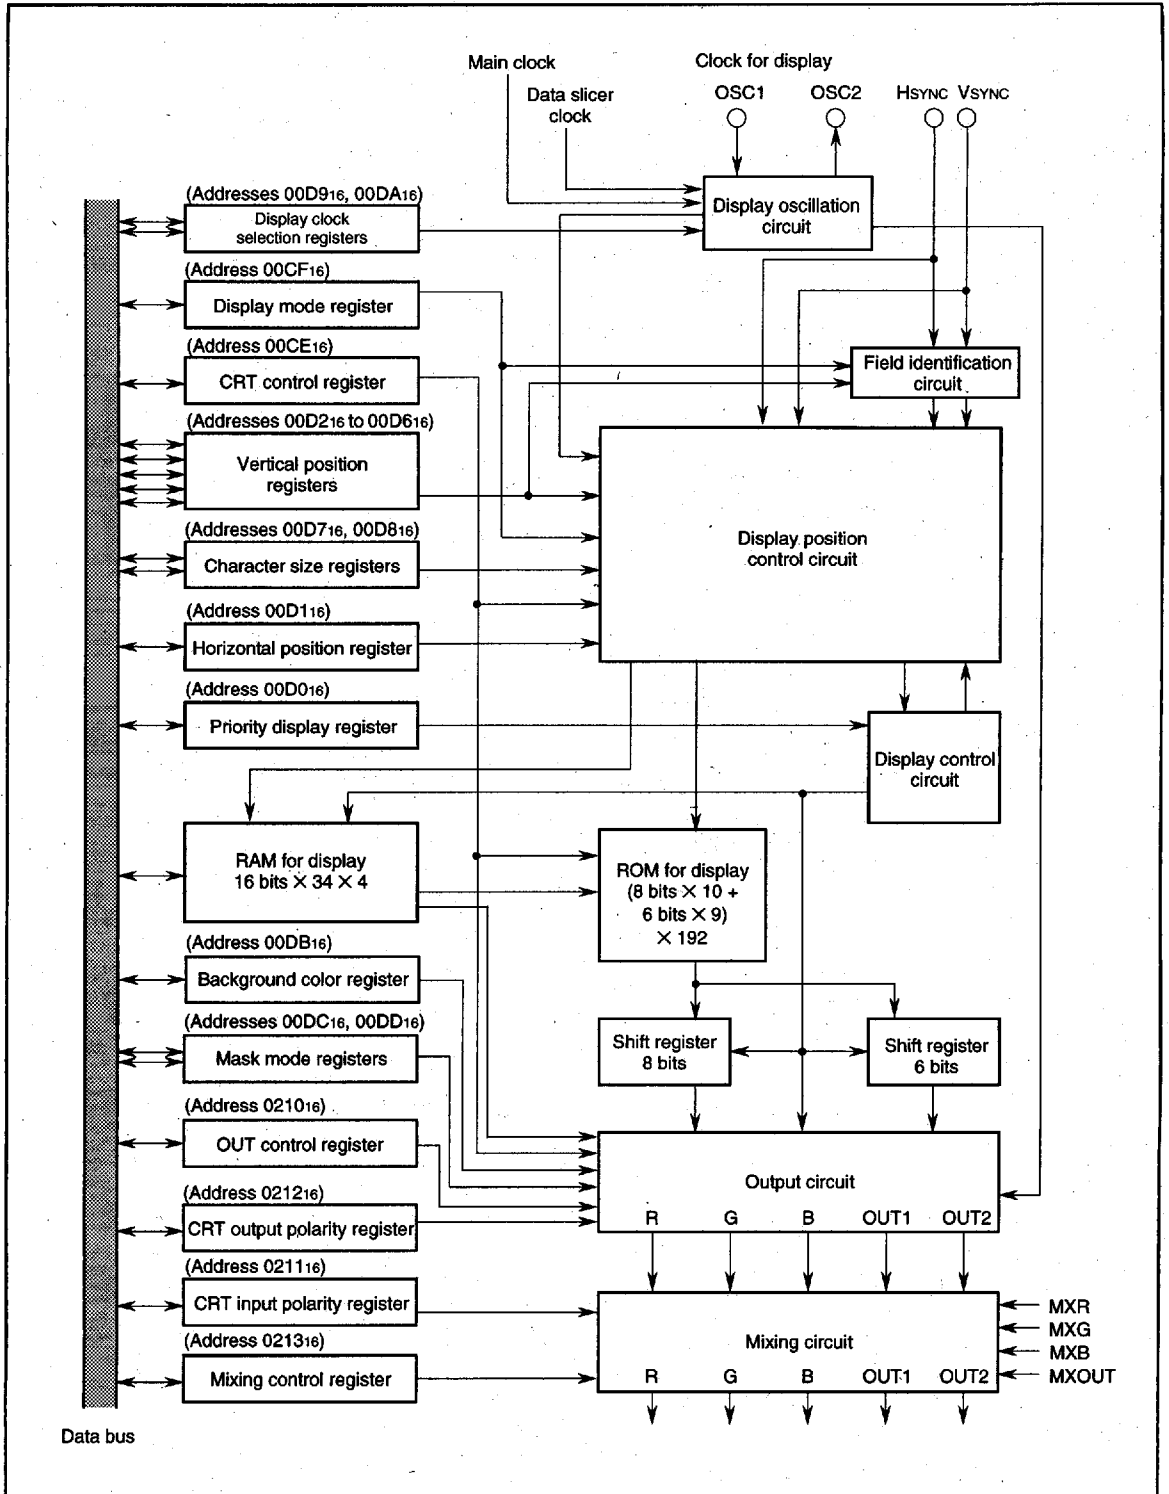 Main clock
Clock for display
Data slicer
clock
OSC1
OSC2
HSYNC
VSYNC
(Addresses 00D916, 00DA16)
Display clock
selection registers
Display oscillation
circuit
(Address 00CF16)
Display mode register
(Address 00CE16)
CRT control register
Field identification
circuit
(Addresses 00D216 to 00D616)
Vertical position
registers
(Addresses 00D716, 00D816)
Character size registers
Display position
control circuit
(Address 00D116)
Horizontal position register
(Address 00D016)
Priority display register
Display control
circuit
RAM for display
16 bits × 34 × 4
ROM for display
(8 bits × 10 +
6 bits × 9)
× 192
(Address 00DB16)
Background color register
(Addresses 00DC16, 00DD16)
Mask mode registers
Shift register
8 bits
Shift register
6 bits
(Address 021016)
OUT control register
Output circuit
R G B OUT1 OUT2
(Address 021216)
CRT output polarity register
(Address 021116)
CRT input polarity register
MXR
MXG
MXB
MXOUT
Mixing circuit
R G B OUT1 OUT2
(Address 021316)
Mixing control register
Data bus